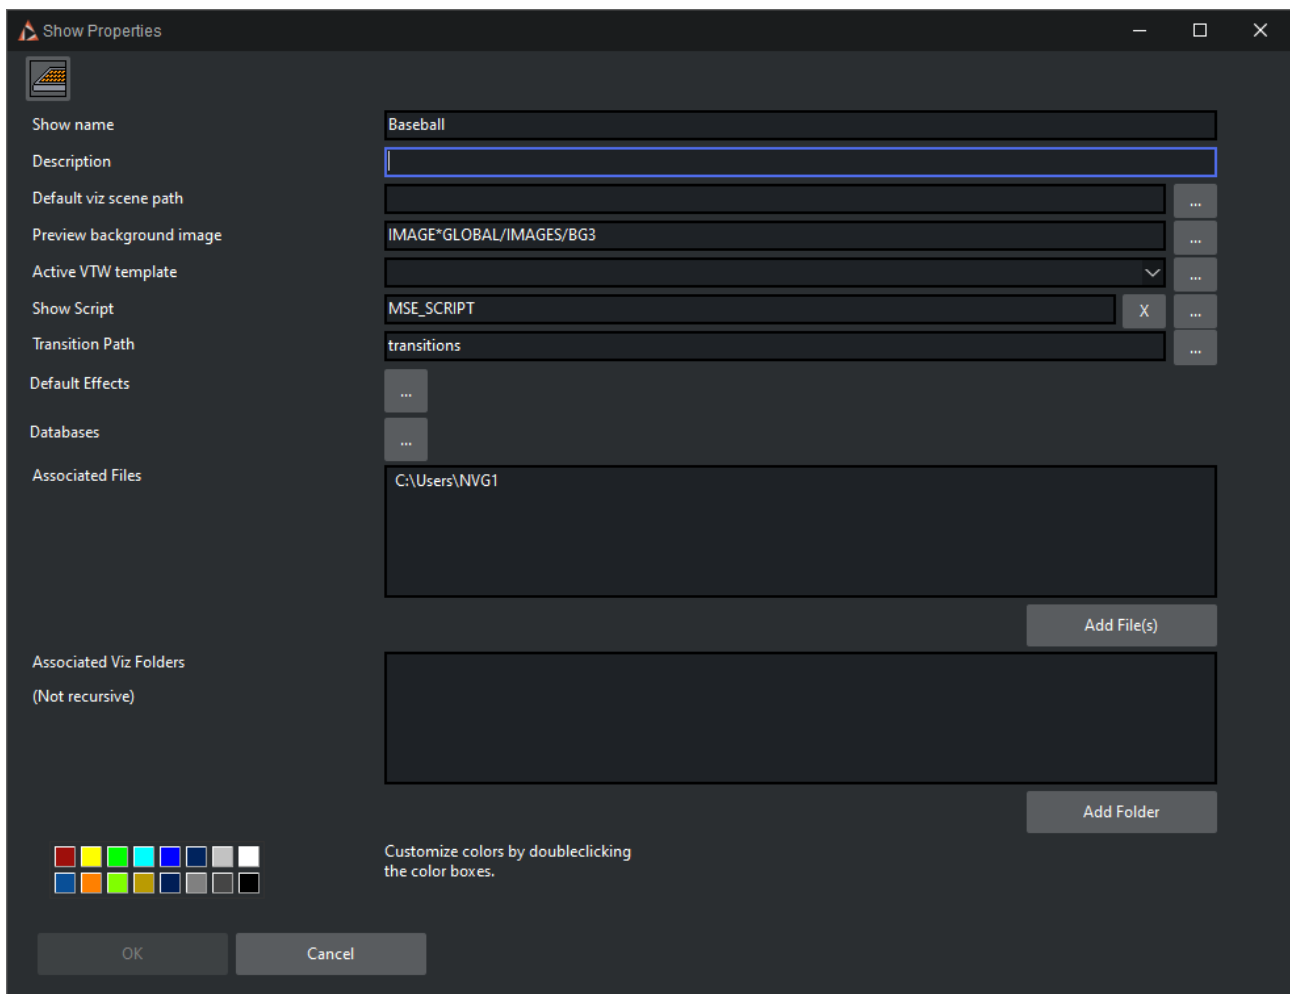 Show Properties
Show name
Baseball
Description
Default viz scene path
...
Preview background image
IMAGE*GLOBAL/IMAGES/BG3
...
Active VTW template
...
Show Script
MSE_SCRIPT
X
...
Transition Path
transitions
...
Default Effects
...
Databases
...
Associated Files
C:\Users\NVG1
Add File(s)
Associated Viz Folders
(Not recursive)
Add Folder
Customize colors by doubleclicking
the color boxes.
OK
Cancel